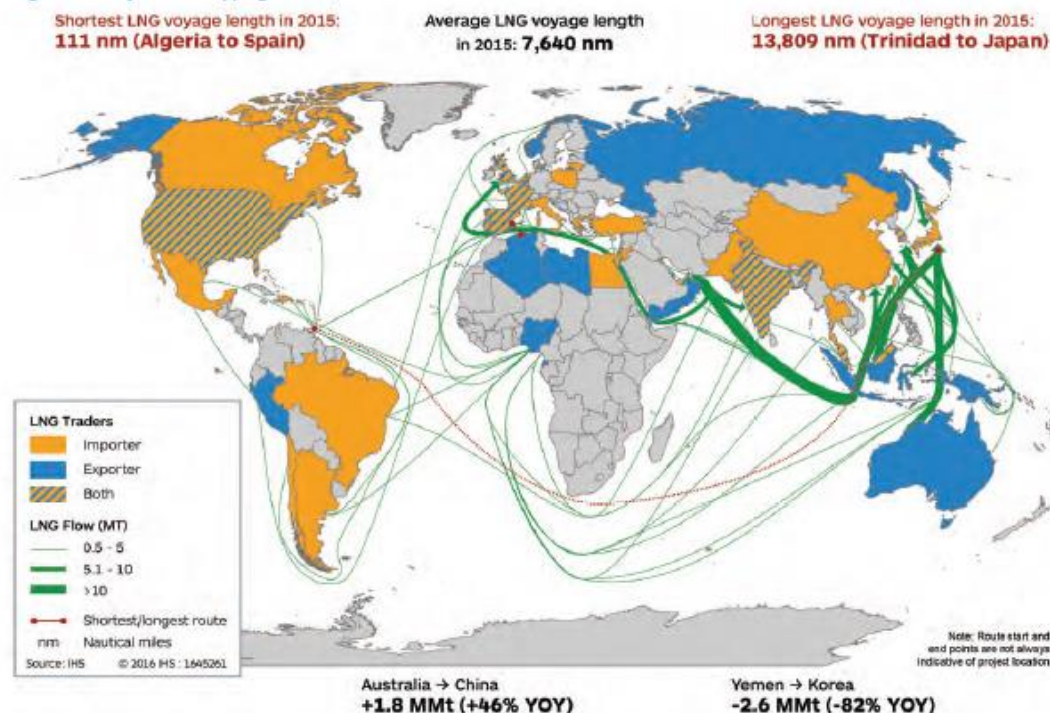 Shortest LNG voyage length in 2015:
111 nm (Algeria to Spain)
Average LNG voyage length
in 2015: 7,640 nm
Longest LNG voyage length in 2015:
13,809 nm (Trinidad to Japan)
LNG Traders
Importer
Exporter
Both
LNG Flow (MT)
0.5 - 5
5.1 - 10
>10
Shortest/longest route
nm Nautical miles
Source: IHS © 2016 IHS : 1645261
Note: Route start and
end points are not always
indicative of project location
Australia → China
+1.8 MMt (+46% YOY)
Yemen → Korea
-2.6 MMt (-82% YOY)